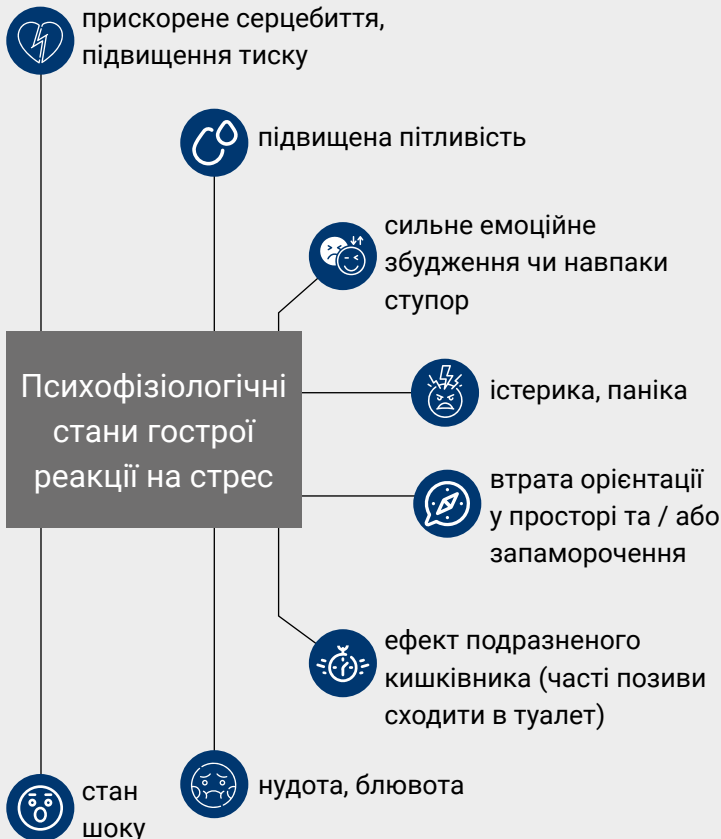 прискорене серцебиття,
підвищення тиску
підвищена пітливість
сильне емоційне
збудження чи навпаки
ступор
Психофізіологічні
стани гострої
реакції на стрес
істерика, паніка
втрата орієнтації
у просторі та / або
запаморочення
ефект подразненого
кишківника (часті позиви
сходити в туалет)
нудота, блювота
стан
шоку